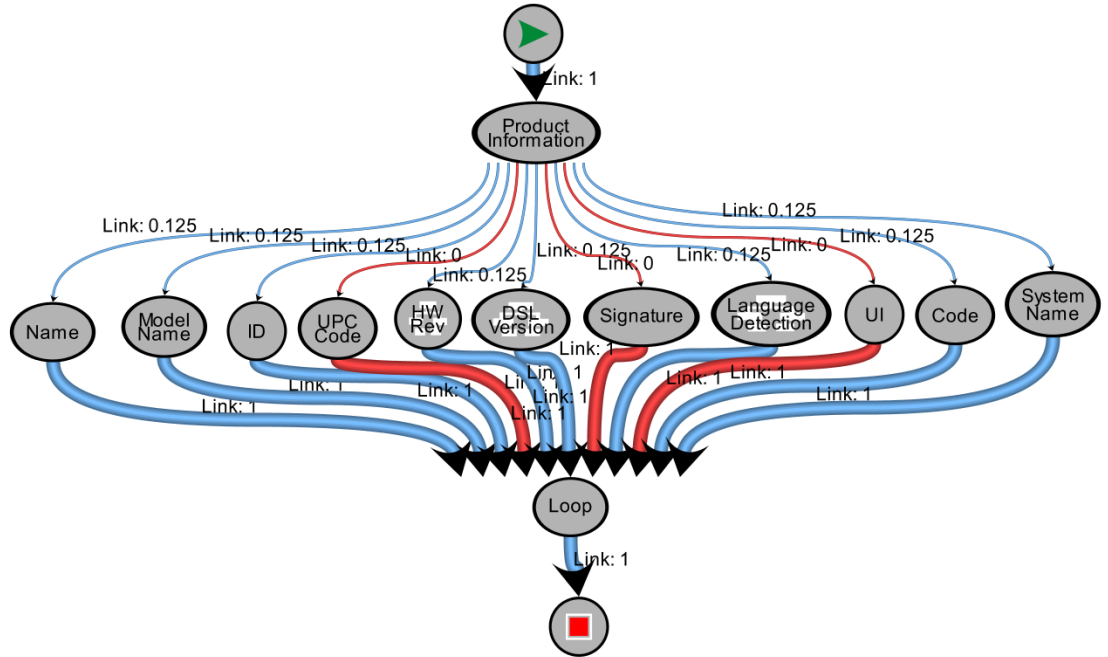 Link: 1
Product
Information
Link: 0.125
Link: 0.125
Link: 0.125
Link: 0
Link: 0.125
Link: 0.125
Link: 0
Link: 0.125
Link: 0
Link: 0.125
Link: 0.125
Name
Model
Name
ID
UPC
Code
HW
Rev
DSL
Version
Signature
Language
Detection
UI
Code
System
Name
Link: 1
Link: 1
Link: 1
Link: 1
Link: 1
Link: 1
Link: 1
Link: 1
Link: 1
Link: 1
Loop
Link: 1